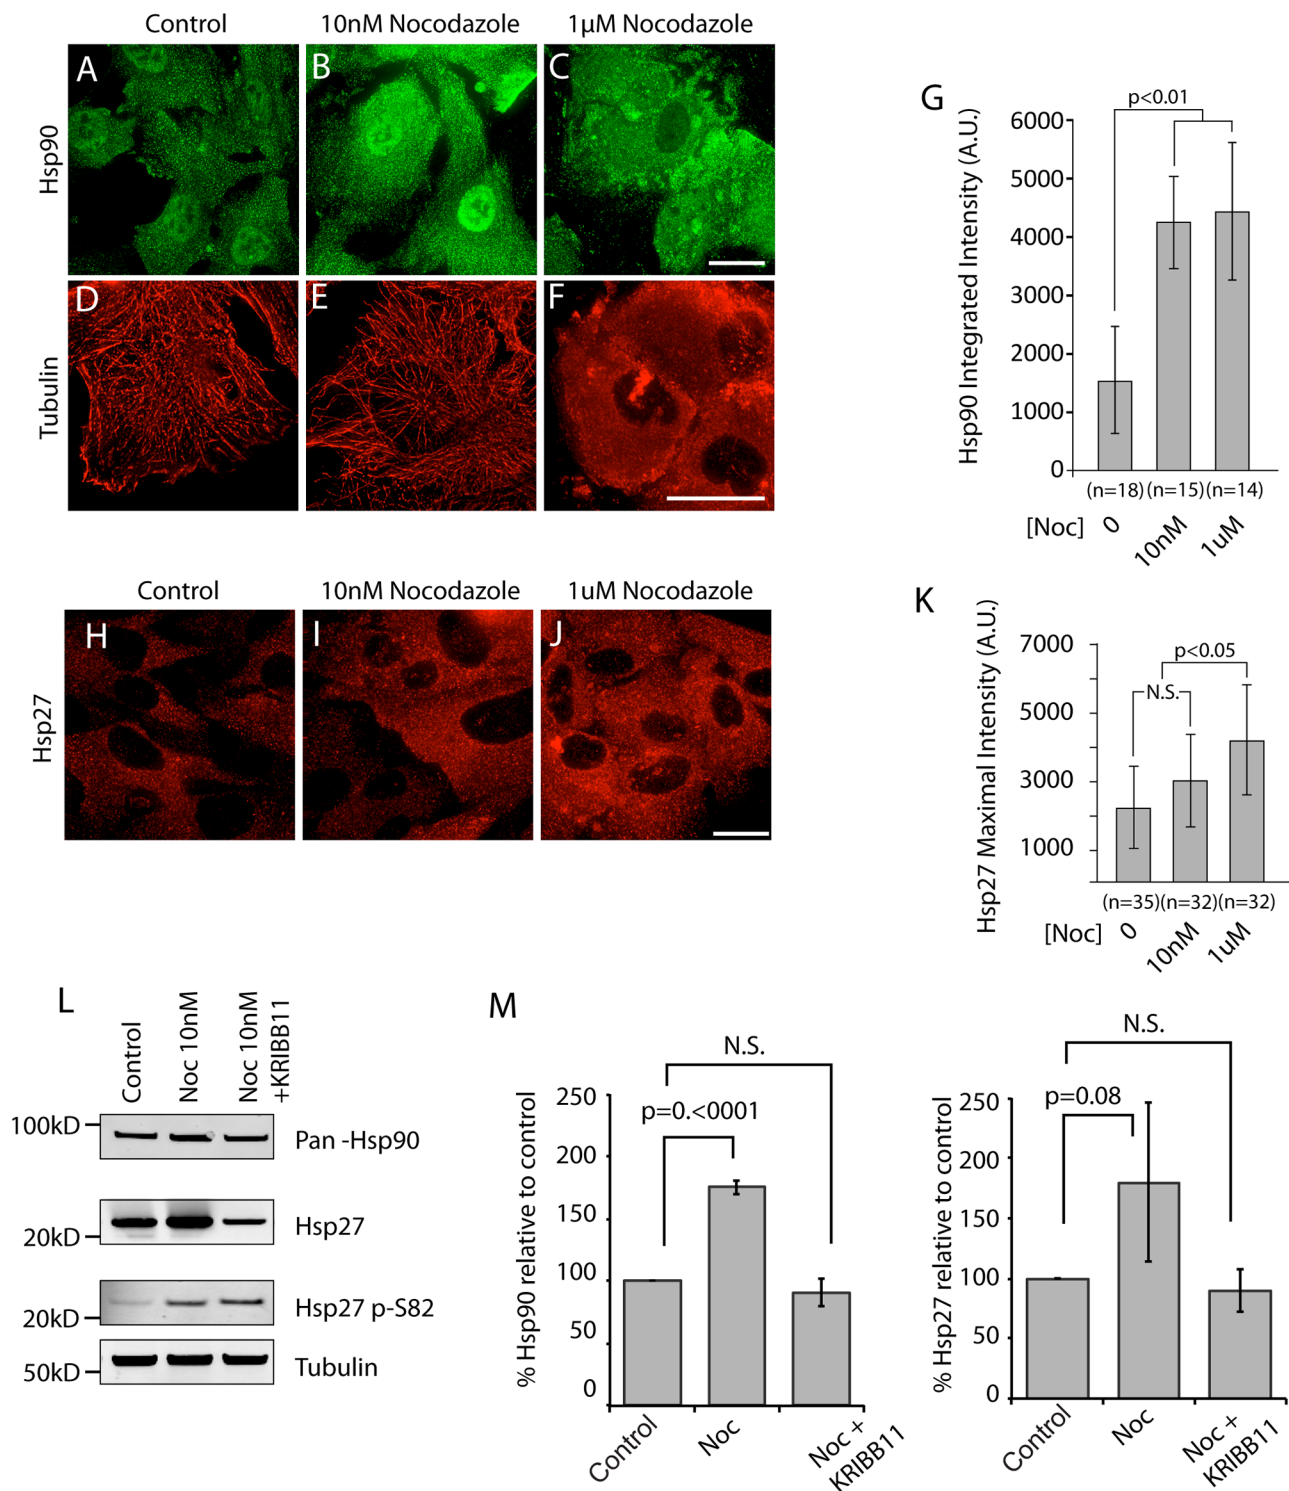 Control 10nM Nocodazole 1µM Nocodazole
A B C
Hsp90
D E F
Tubulin
G
Hsp90 Integrated Intensity (A.U.)
p<0.01
6000
5000
4000
3000
2000
1000
0
(n=18) (n=15) (n=14)
[Noc] 0 10nM 1uM
Control 10nM Nocodazole 1uM Nocodazole
H I J
Hsp27
K
Hsp27 Maximal Intensity (A.U.)
7000
p<0.05
N.S.
5000
3000
1000
(n=35) (n=32) (n=32)
[Noc] 0 10nM 1uM
L
Control
Noc 10nM
Noc 10nM
+KRIBB11
100kD Pan -Hsp90
Hsp27
20kD
Hsp27 p-S82
20kD
Tubulin
50kD
M
N.S.
p=0.<0001
% Hsp90 relative to control
250
200
150
100
50
0
Control
Noc
Noc +
KRIBB11
N.S.
p=0.08
% Hsp27 relative to control
250
200
150
100
50
0
Control
Noc
Noc +
KRIBB11